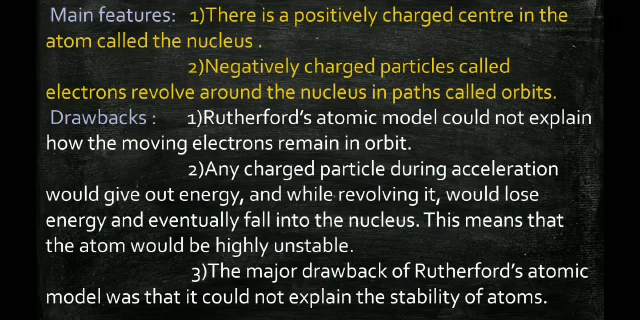 Main features: 1)There is a positively charged centre in the
atom called the nucleus .
2)Negatively charged particles called
electrons revolve around the nucleus in paths called orbits.
Drawbacks : 1)Rutherford's atomic model could not explain
how the moving electrons remain in orbit.
2)Any charged particle during acceleration
would give out energy, and while revolving it, would lose
energy and eventually fall into the nucleus. This means that
the atom would be highly unstable.
3)The major drawback of Rutherford's atomic
model was that it could not explain the stability of atoms.